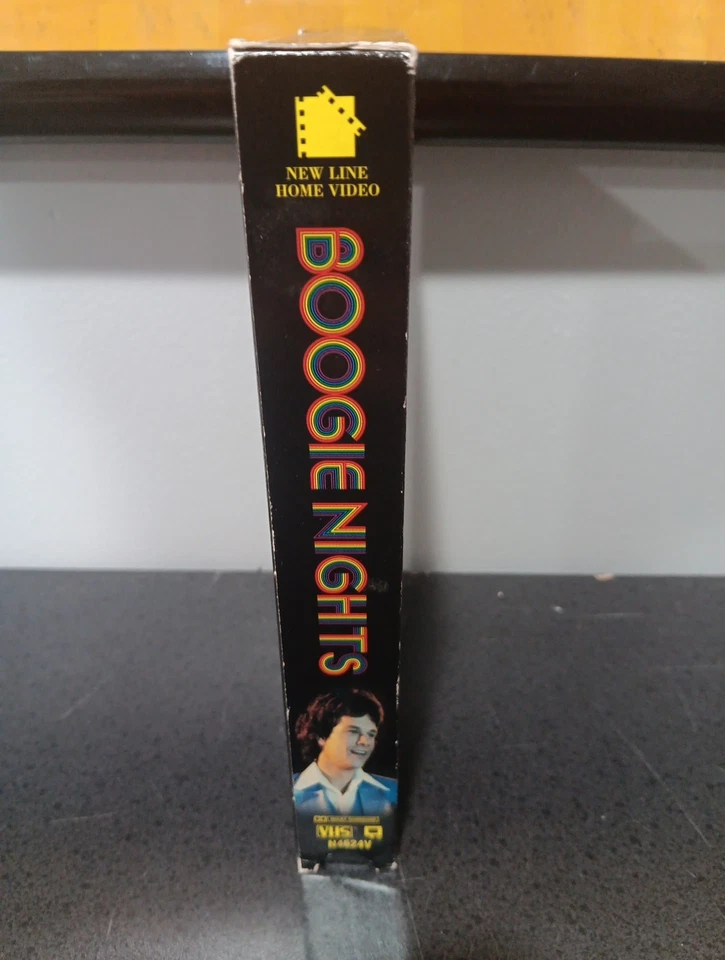 NEW LINE
HOME VIDEO
BOOGIE NIGHTS
VHS
N4624V